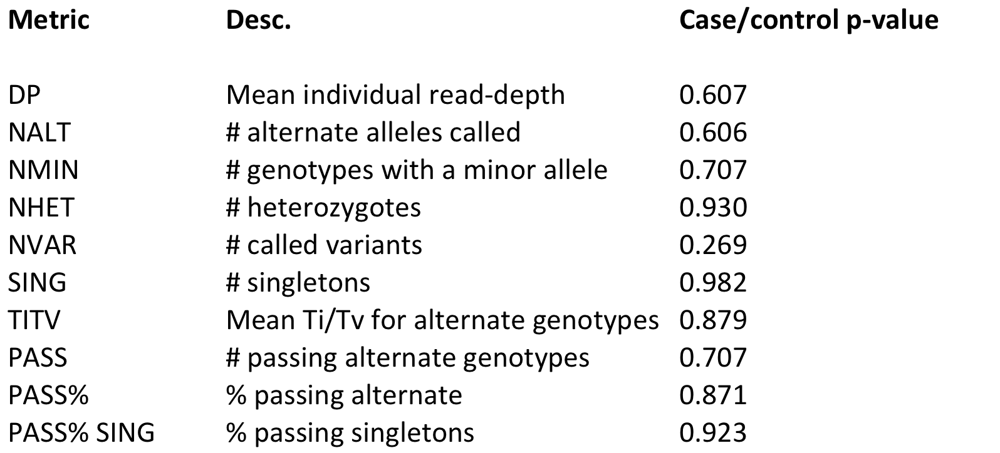 Metric Desc. Case/control p-value
DP Mean individual read-depth 0.607
NALT # alternate alleles called 0.606
NMIN # genotypes with a minor allele 0.707
NHET # heterozygotes 0.930
NVAR # called variants 0.269
SING # singletons 0.982
TITV Mean Ti/Tv for alternate genotypes 0.879
PASS # passing alternate genotypes 0.707
PASS% % passing alternate 0.871
PASS% SING % passing singletons 0.923